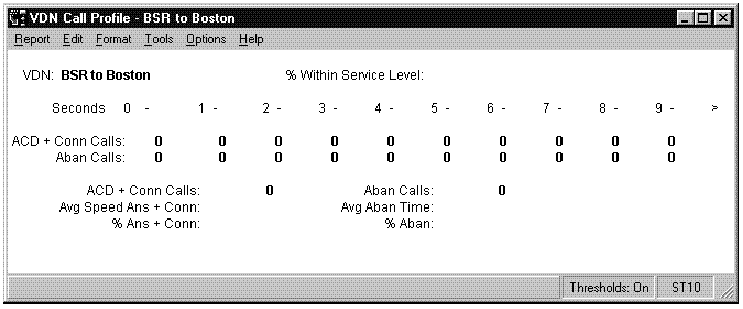 VDN Call Profile - BSR to Boston
Report Edit Format Tools Options Help
VDN: BSR to Boston % Within Service Level:
Seconds 0 - 1 - 2 - 3 - 4 - 5 - 6 - 7 - 8 - 9 - >
ACD + Conn Calls: 0 0 0 0 0 0 0 0 0 0
Aban Calls: 0 0 0 0 0 0 0 0 0 0
ACD + Conn Calls: 0 Aban Calls: 0
Avg Speed Ans + Conn: Avg Aban Time:
% Ans + Conn: % Aban:
Thresholds: On ST10